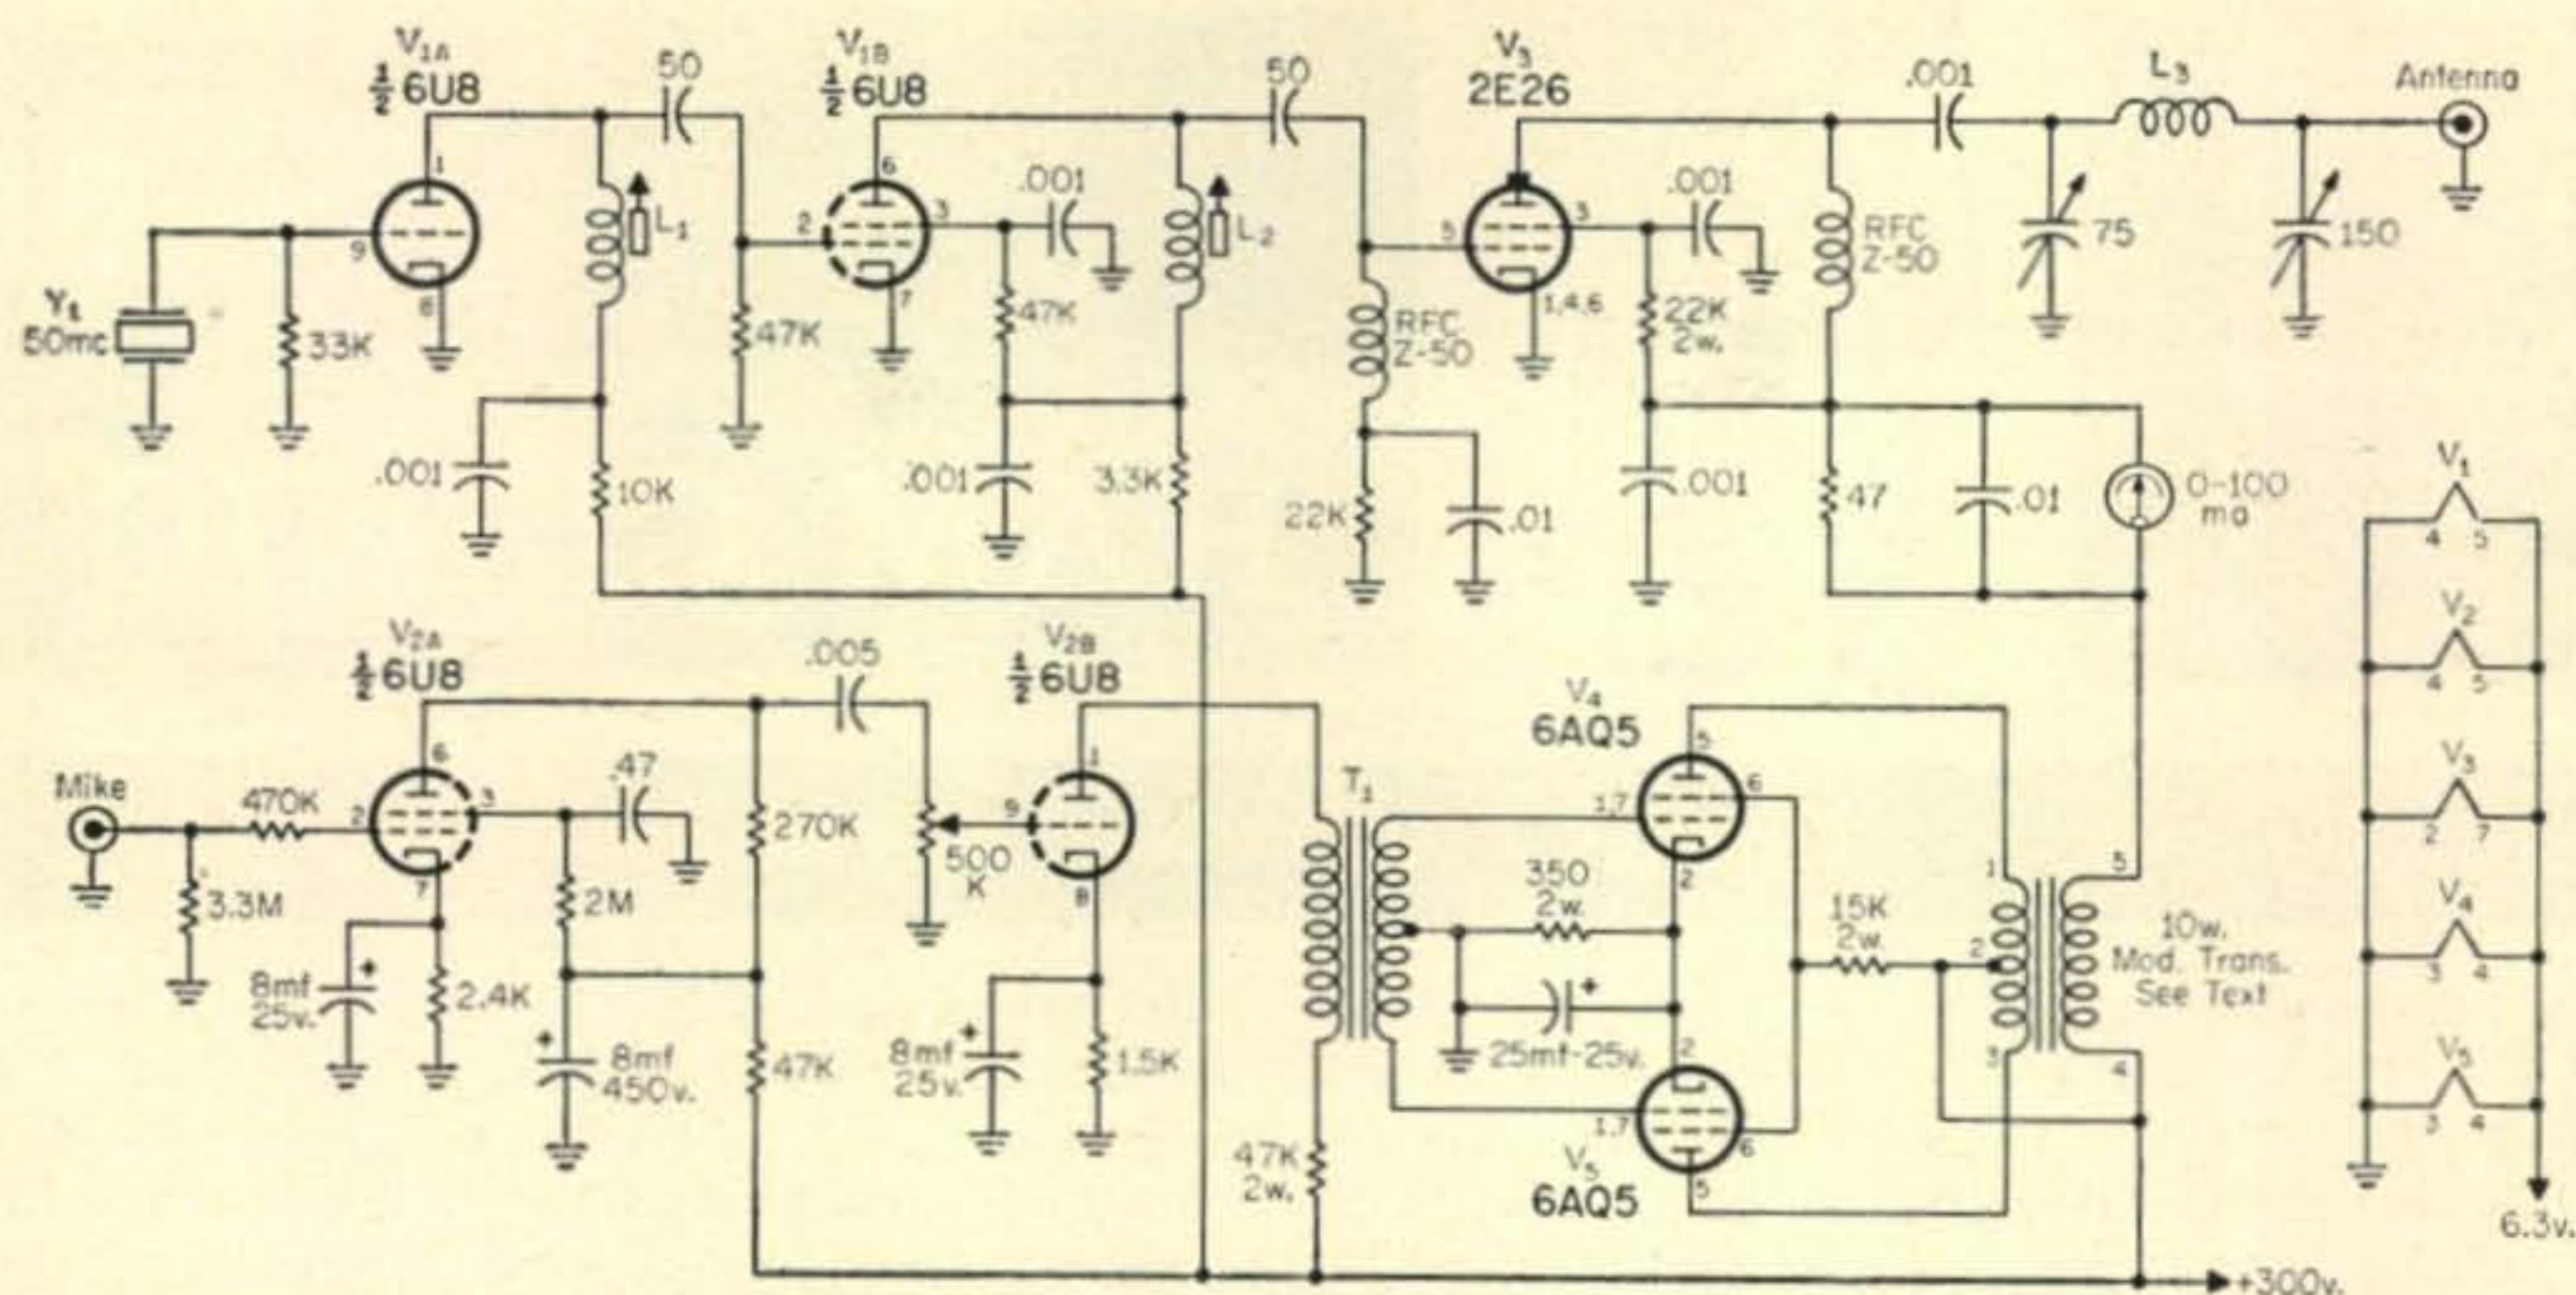 V1A
½ 6U8
50
V1B
½ 6U8
50
V3
2E26
.001
L3
Antenna
1
9
8
L1
2
6
3
7
.001
L2
5
3
1,4,6
.001
RFC
Z-50
75
150
Y1
50mc
33K
47K
47K
RFC
Z-50
22K
2w.
.001
10K
.001
3.3K
22K
.01
.001
47
.01
0-100
ma
V1
4 5
V2A
½ 6U8
.005
V2B
½ 6U8
V2
4 5
Mike
470K
2
6
3
7
.47
270K
500
K
9
1
8
T1
V4
6AQ5
5
1,7
6
2
V3
2 7
3.3M
2M
350
2w.
15K
2w.
1
2
3
5
4
10w.
Mod. Trans.
See Text
V4
3 4
8mf
25v.
+
2.4K
+
8mf
450v.
47K
8mf
25v.
+
1.5K
+
25mf-25v.
2
1,7
6
5
V5
6AQ5
47K
2w.
V5
3 4
6.3v.
+300v.